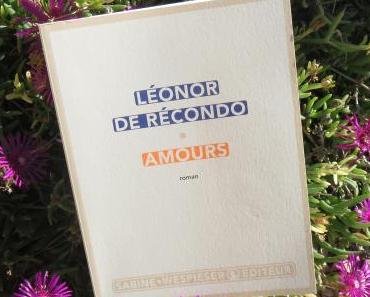 LÉONOR
DE RÉCONDO
AMOURS
roman
SABINE WESPIESER ÉDITEUR